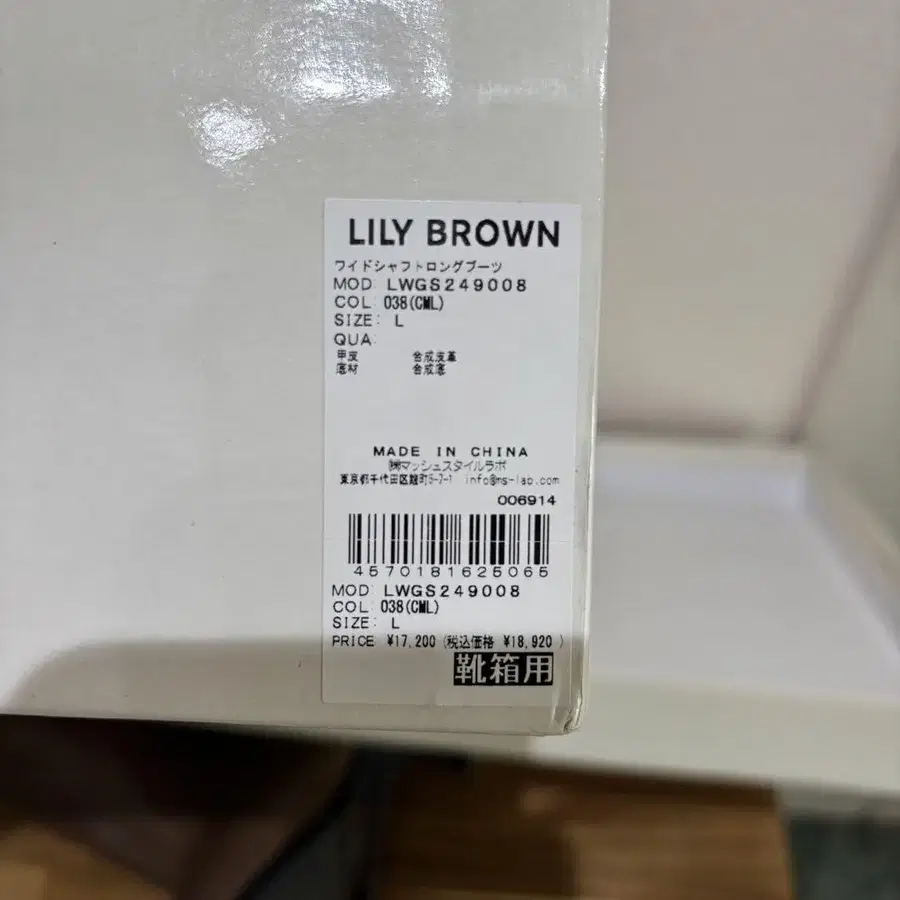 LILY BROWN
ワイドシャフトロングブーツ
MOD: LWGS249008
COL: 038(CML)
SIZE: L
QUA:
甲皮 合成皮革
底材 合成底
MADE IN CHINA
㈱マッシュスタイルラボ
東京都千代田区麹町5-7-1 info@ms-lab.com
006914
4570181625065
MOD: LWGS249008
COL: 038(CML)
SIZE: L
PRICE: ¥17,200 (税込価格 ¥18,920 )
靴箱用